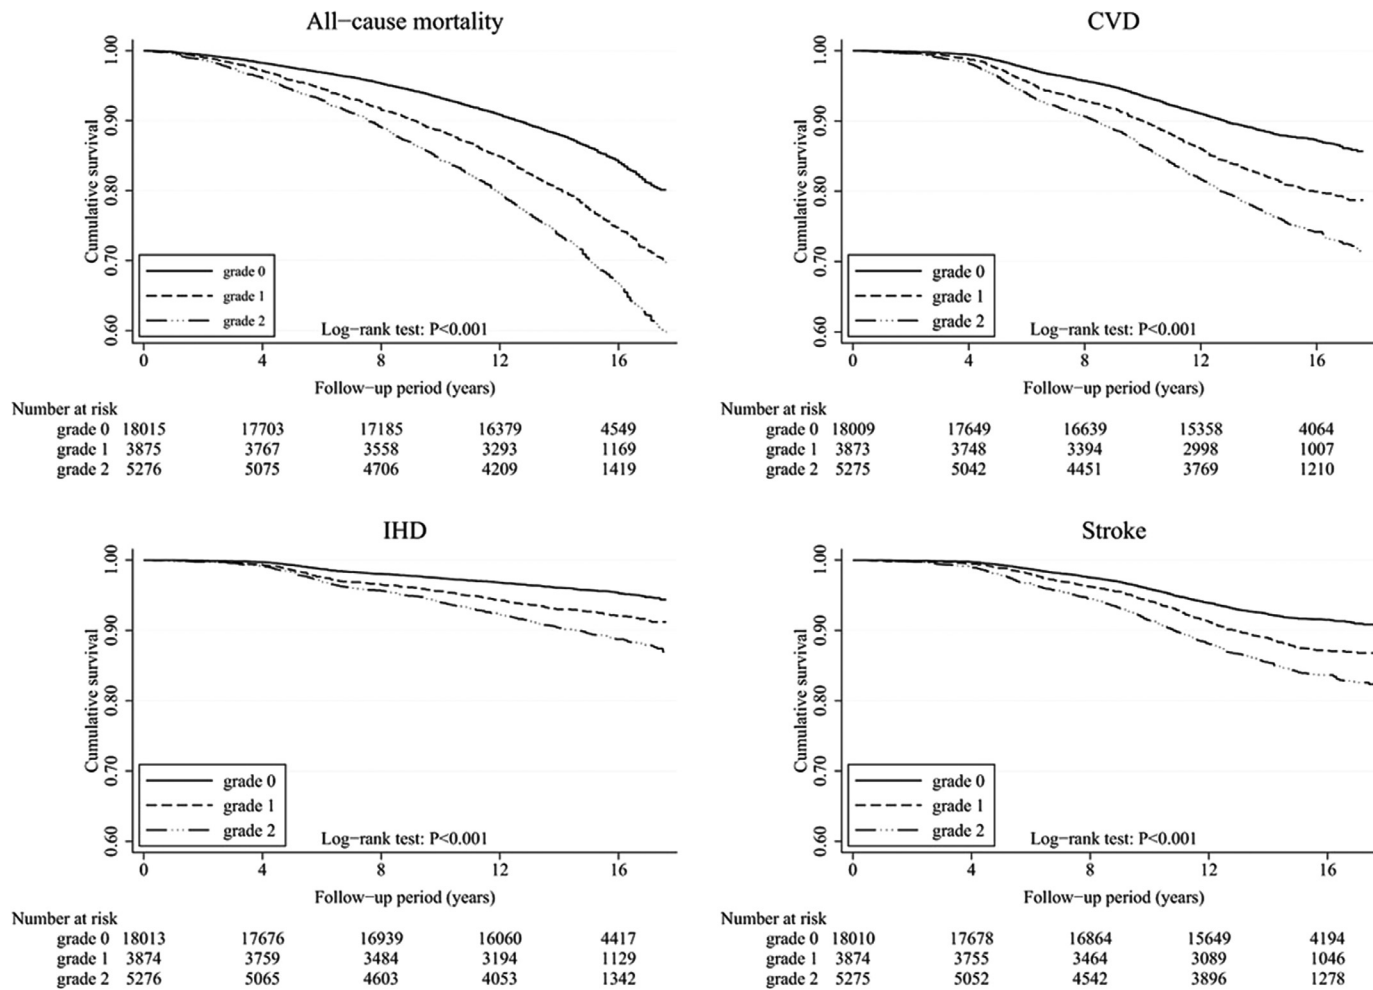 All−cause mortality
Cumulative survival
1.00
0.90
0.80
0.70
0.60
grade 0
grade 1
grade 2
Log−rank test: P<0.001
0 4 8 12 16
Follow−up period (years)
Number at risk
grade 0 18015 17703 17185 16379 4549
grade 1 3875 3767 3558 3293 1169
grade 2 5276 5075 4706 4209 1419
CVD
Cumulative survival
1.00
0.90
0.80
0.70
0.60
grade 0
grade 1
grade 2
Log−rank test: P<0.001
0 4 8 12 16
Follow−up period (years)
Number at risk
grade 0 18009 17649 16639 15358 4064
grade 1 3873 3748 3394 2998 1007
grade 2 5275 5042 4451 3769 1210
IHD
Cumulative survival
1.00
0.90
0.80
0.70
0.60
grade 0
grade 1
grade 2
Log−rank test: P<0.001
0 4 8 12 16
Follow−up period (years)
Number at risk
grade 0 18013 17676 16939 16060 4417
grade 1 3874 3759 3484 3194 1129
grade 2 5276 5065 4603 4053 1342
Stroke
Cumulative survival
1.00
0.90
0.80
0.70
0.60
grade 0
grade 1
grade 2
Log−rank test: P<0.001
0 4 8 12 16
Follow−up period (years)
Number at risk
grade 0 18010 17678 16864 15649 4194
grade 1 3874 3755 3464 3089 1046
grade 2 5275 5052 4542 3896 1278